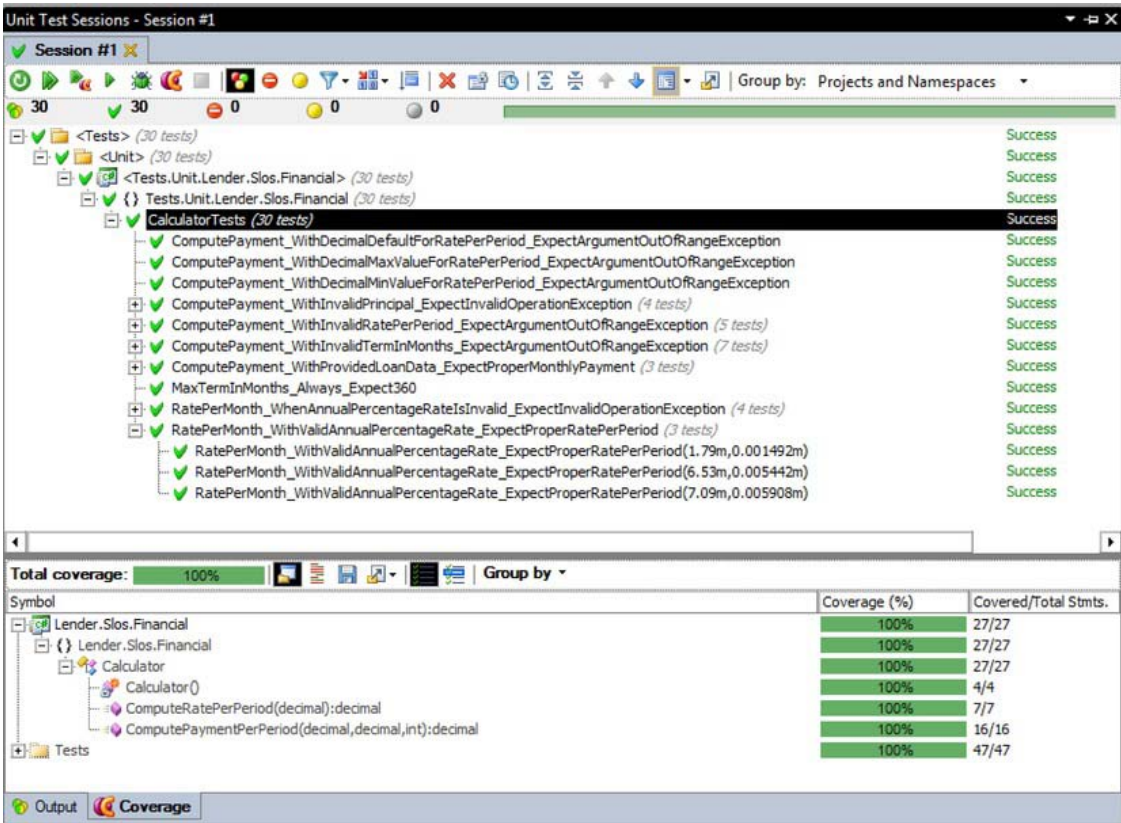 Unit Test Sessions - Session #1
Session #1
Group by: Projects and Namespaces
30 30 0 0 0
<Tests> (30 tests) Success
<Unit> (30 tests) Success
<Tests.Unit.Lender.Slos.Financial> (30 tests) Success
{} Tests.Unit.Lender.Slos.Financial (30 tests) Success
CalculatorTests (30 tests) Success
ComputePayment_WithDecimalDefaultForRatePerPeriod_ExpectArgumentOutOfRangeException Success
ComputePayment_WithDecimalMaxValueForRatePerPeriod_ExpectArgumentOutOfRangeException Success
ComputePayment_WithDecimalMinValueForRatePerPeriod_ExpectArgumentOutOfRangeException Success
ComputePayment_WithInvalidPrincipal_ExpectInvalidOperationException (4 tests) Success
ComputePayment_WithInvalidRatePerPeriod_ExpectArgumentOutOfRangeException (5 tests) Success
ComputePayment_WithInvalidTermInMonths_ExpectArgumentOutOfRangeException (7 tests) Success
ComputePayment_WithProvidedLoanData_ExpectProperMonthlyPayment (3 tests) Success
MaxTermInMonths_Always_Expect360 Success
RatePerMonth_WhenAnnualPercentageRateIsInvalid_ExpectInvalidOperationException (4 tests) Success
RatePerMonth_WithValidAnnualPercentageRate_ExpectProperRatePerPeriod (3 tests) Success
RatePerMonth_WithValidAnnualPercentageRate_ExpectProperRatePerPeriod(1.79m,0.001492m) Success
RatePerMonth_WithValidAnnualPercentageRate_ExpectProperRatePerPeriod(6.53m,0.005442m) Success
RatePerMonth_WithValidAnnualPercentageRate_ExpectProperRatePerPeriod(7.09m,0.005908m) Success
Total coverage: 100% Group by
Symbol Coverage (%) Covered/Total Stmts.
Lender.Slos.Financial 100% 27/27
{} Lender.Slos.Financial 100% 27/27
Calculator 100% 27/27
Calculator() 100% 4/4
ComputeRatePerPeriod(decimal):decimal 100% 7/7
ComputePaymentPerPeriod(decimal,decimal,int):decimal 100% 16/16
Tests 100% 47/47
Output Coverage